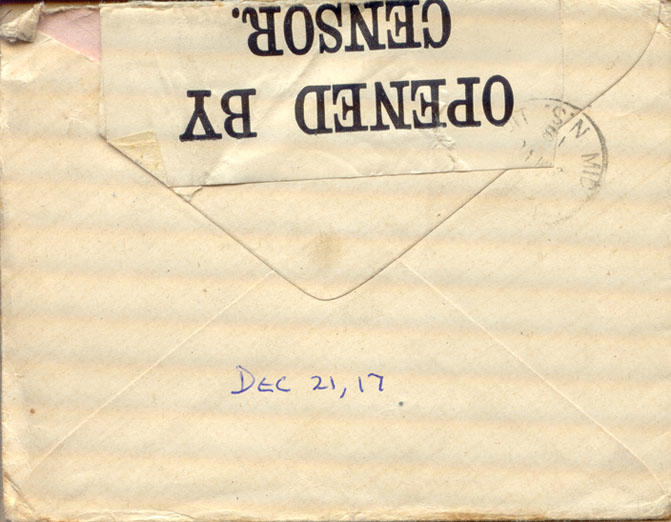 OPENED BY
CENSOR.
DEC 21, 17